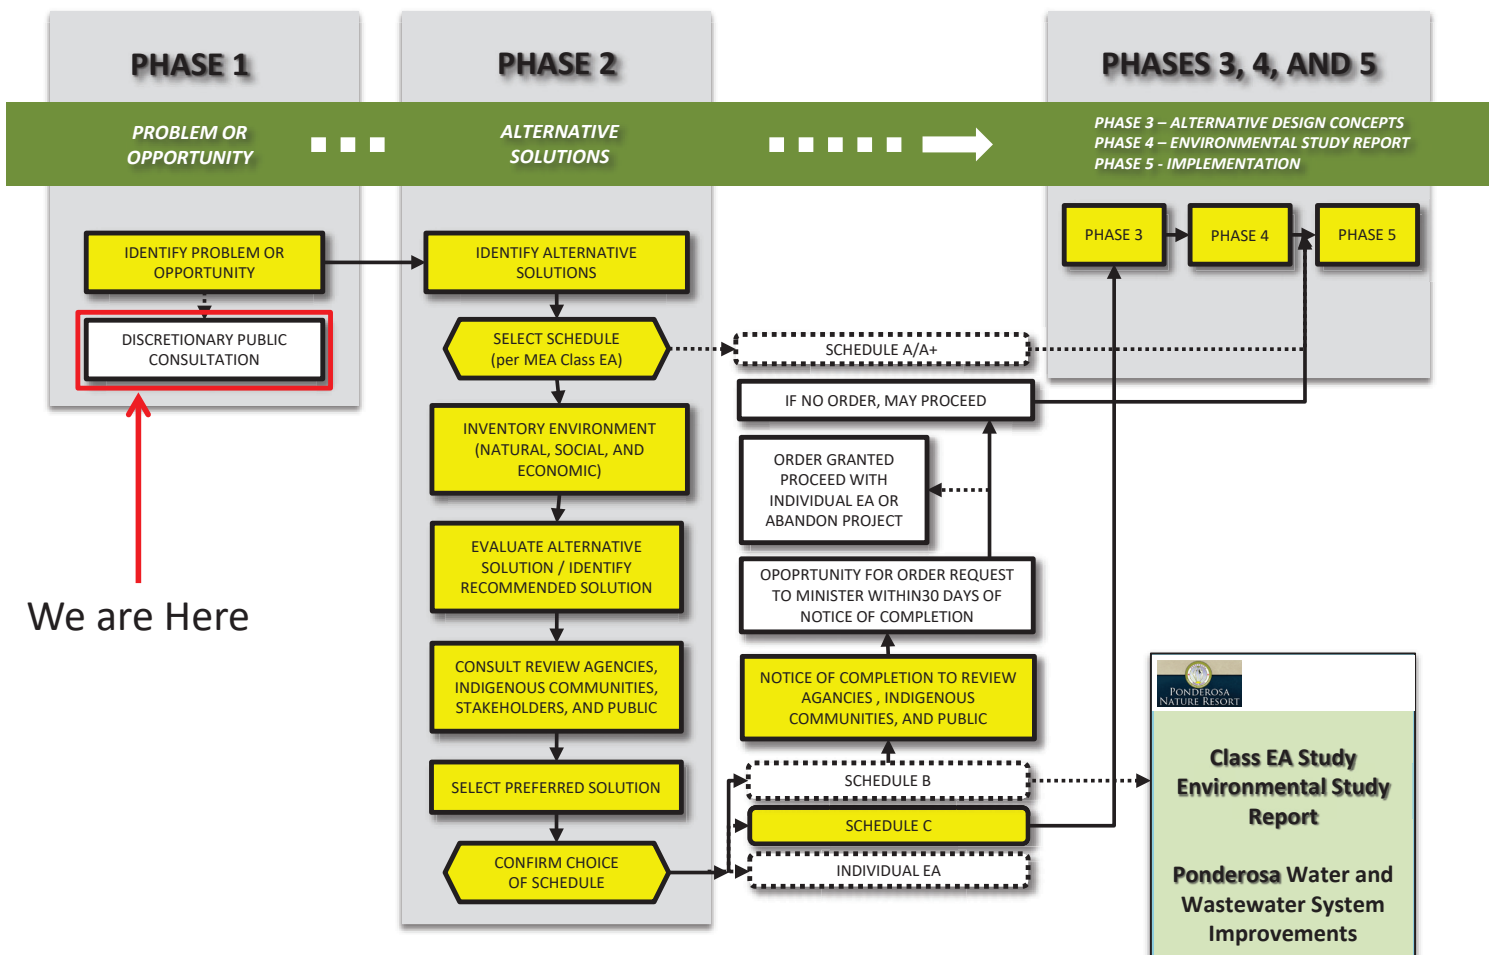 PHASE 1
PROBLEM OR
OPPORTUNITY
IDENTIFY PROBLEM OR
OPPORTUNITY
DISCRETIONARY PUBLIC
CONSULTATION
We are Here
PHASE 2
ALTERNATIVE
SOLUTIONS
IDENTIFY ALTERNATIVE
SOLUTIONS
SELECT SCHEDULE
(per MEA Class EA)
INVENTORY ENVIRONMENT
(NATURAL, SOCIAL, AND
ECONOMIC)
EVALUATE ALTERNATIVE
SOLUTION / IDENTIFY
RECOMMENDED SOLUTION
CONSULT REVIEW AGENCIES,
INDIGENOUS COMMUNITIES,
STAKEHOLDERS, AND PUBLIC
SELECT PREFERRED SOLUTION
CONFIRM CHOICE
OF SCHEDULE
SCHEDULE A/A+
IF NO ORDER, MAY PROCEED
ORDER GRANTED
PROCEED WITH
INDIVIDUAL EA OR
ABANDON PROJECT
OPOPRTUNITY FOR ORDER REQUEST
TO MINISTER WITHIN30 DAYS OF
NOTICE OF COMPLETION
NOTICE OF COMPLETION TO REVIEW
AGANCIES , INDIGENOUS
COMMUNITIES, AND PUBLIC
SCHEDULE B
SCHEDULE C
INDIVIDUAL EA
PHASES 3, 4, AND 5
PHASE 3 – ALTERNATIVE DESIGN CONCEPTS
PHASE 4 – ENVIRONMENTAL STUDY REPORT
PHASE 5 - IMPLEMENTATION
PHASE 3
PHASE 4
PHASE 5
PONDEROSA
NATURE RESORT
Class EA Study
Environmental Study
Report
Ponderosa Water and
Wastewater System
Improvements